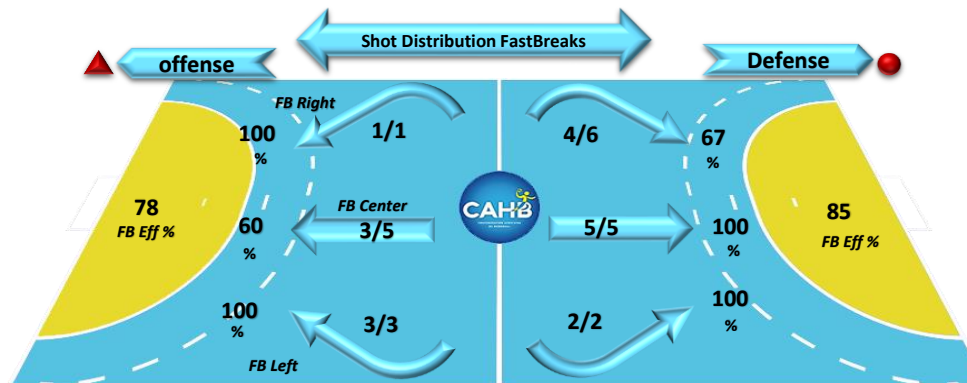 Shot Distribution FastBreaks
offense
Defense
FB Right
100
%
1/1
4/6
67
%
78
FB Eff %
60
%
FB Center
3/5
CAHB
5/5
100
%
85
FB Eff %
100
%
3/3
2/2
100
%
FB Left